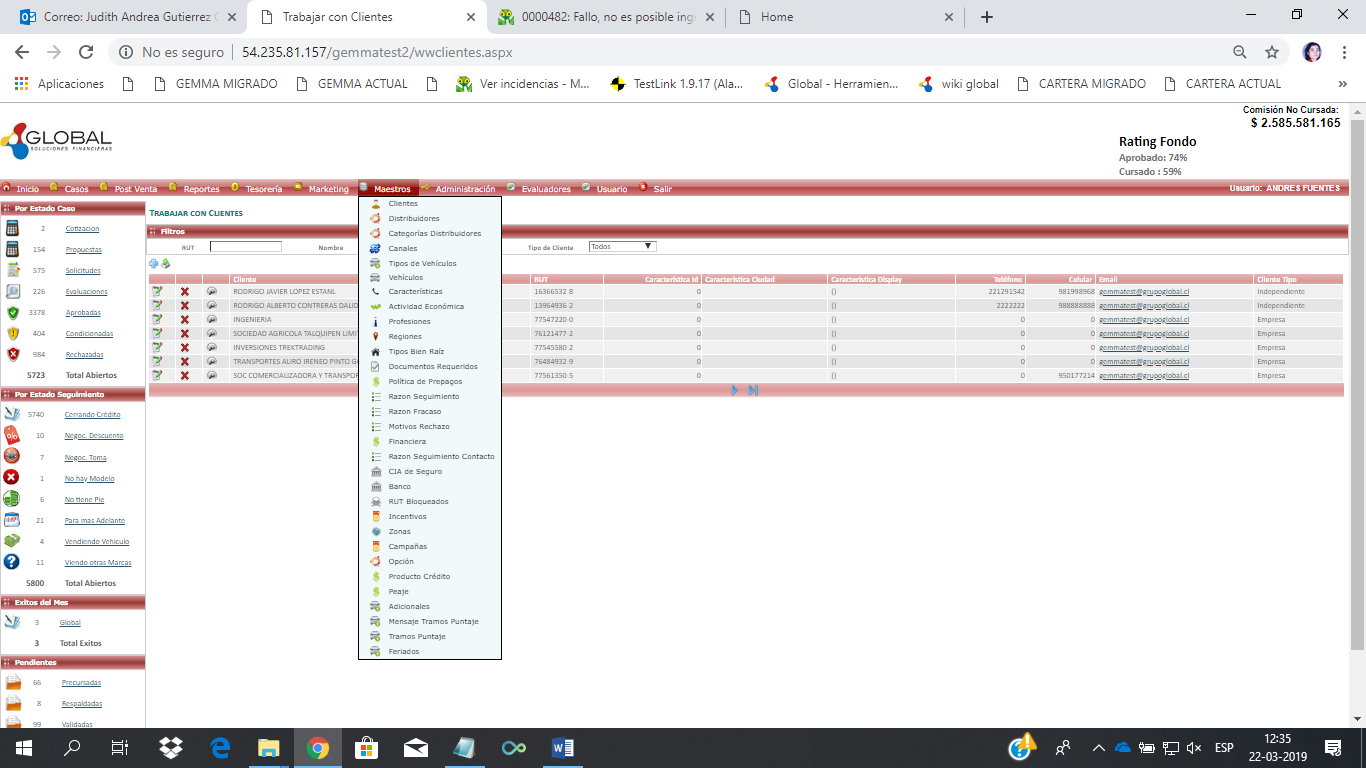 Correo: Judith Andrea Gutierrez
Trabajar con Clientes
0000482: Fallo, no es posible ing
Home
No es seguro | 54.235.81.157/gemmatest2/wwclientes.aspx
Aplicaciones GEMMA MIGRADO GEMMA ACTUAL Ver incidencias - M... TestLink 1.9.17 (Ala... Global - Herramien... wiki global CARTERA MIGRADO CARTERA ACTUAL »
GLOBAL
SOLUCIONES FINANCIERAS
Comisión No Cursada:
$ 2.585.581.165
Rating Fondo
Aprobado: 74%
Cursado : 59%
Inicio Casos Post Venta Reportes Tesorería Marketing Maestros Administración Evaluadores Usuario Salir Usuario: ANDRES FUENTES
Por Estado Caso
2 Cotizacion
154 Propuestas
575 Solicitudes
226 Evaluaciones
3378 Aprobadas
404 Condicionadas
984 Rechazadas
5723 Total Abiertos
Por Estado Seguimiento
5740 Cerrando Crédito
10 Negoc. Descuento
7 Negoc. Toma
1 No hay Modelo
6 No tiene Pie
21 Para mas Adelante
4 Vendiendo Vehiculo
11 Viendo otras Marcas
5800 Total Abiertos
Exitos del Mes
3 Global
3 Total Exitos
Pendientes
66 Precursadas
8 Respaldadas
99 Validadas
Clientes
Distribuidores
Categorías Distribuidores
Canales
Tipos de Vehículos
Vehículos
Características
Actividad Económica
Profesiones
Regiones
Tipos Bien Raíz
Documentos Requeridos
Política de Prepagos
Razon Seguimiento
Razon Fracaso
Motivos Rechazo
Financiera
Razon Seguimiento Contacto
CIA de Seguro
Banco
RUT Bloqueados
Incentivos
Zonas
Campañas
Opción
Producto Crédito
Peaje
Adicionales
Mensaje Tramos Puntaje
Tramos Puntaje
Feriados
TRABAJAR CON CLIENTES
Filtros
RUT Nombre Tipo de Cliente Todos
Cliente RUT Caracteristica Id Caracteristica Ciudad Caracteristica Display Teléfono Celular Email Cliente Tipo
RODRIGO JAVIER LOPEZ ESTANL 16366532-8 0 () 221291542 981998968 gemmatest@grupoglobal.cl Independiente
RODRIGO ALBERTO CONTRERAS DAUD 13964936-2 0 () 2222222 988888888 gemmatest@grupoglobal.cl Independiente
INGENIERIA 77547220-0 0 () 0 0 gemmatest@grupoglobal.cl Empresa
SOCIEDAD AGRICOLA TALQUIPEN LIMI 76121477-2 0 () 0 0 gemmatest@grupoglobal.cl Empresa
INVERSIONES TREKTRADING 77545580-2 0 () 0 0 gemmatest@grupoglobal.cl Empresa
TRANSPORTES ALIRO IRENEO PINTO G 76484932-9 0 () 0 0 gemmatest@grupoglobal.cl Empresa
SOC COMERCIALIZADORA Y TRANSPOR 77561350-5 0 () 0 950177214 gemmatest@grupoglobal.cl Empresa
ESP
12:35
22-03-2019